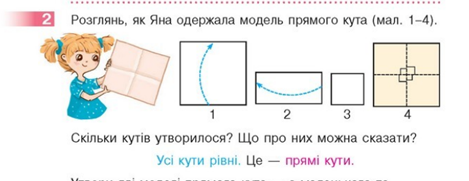 2 Розглянь, як Яна одержала модель прямого кута (мал. 1–4).
1 2 3 4
Скільки кутів утворилося? Що про них можна сказати?
Усі кути рівні. Це — прямі кути.